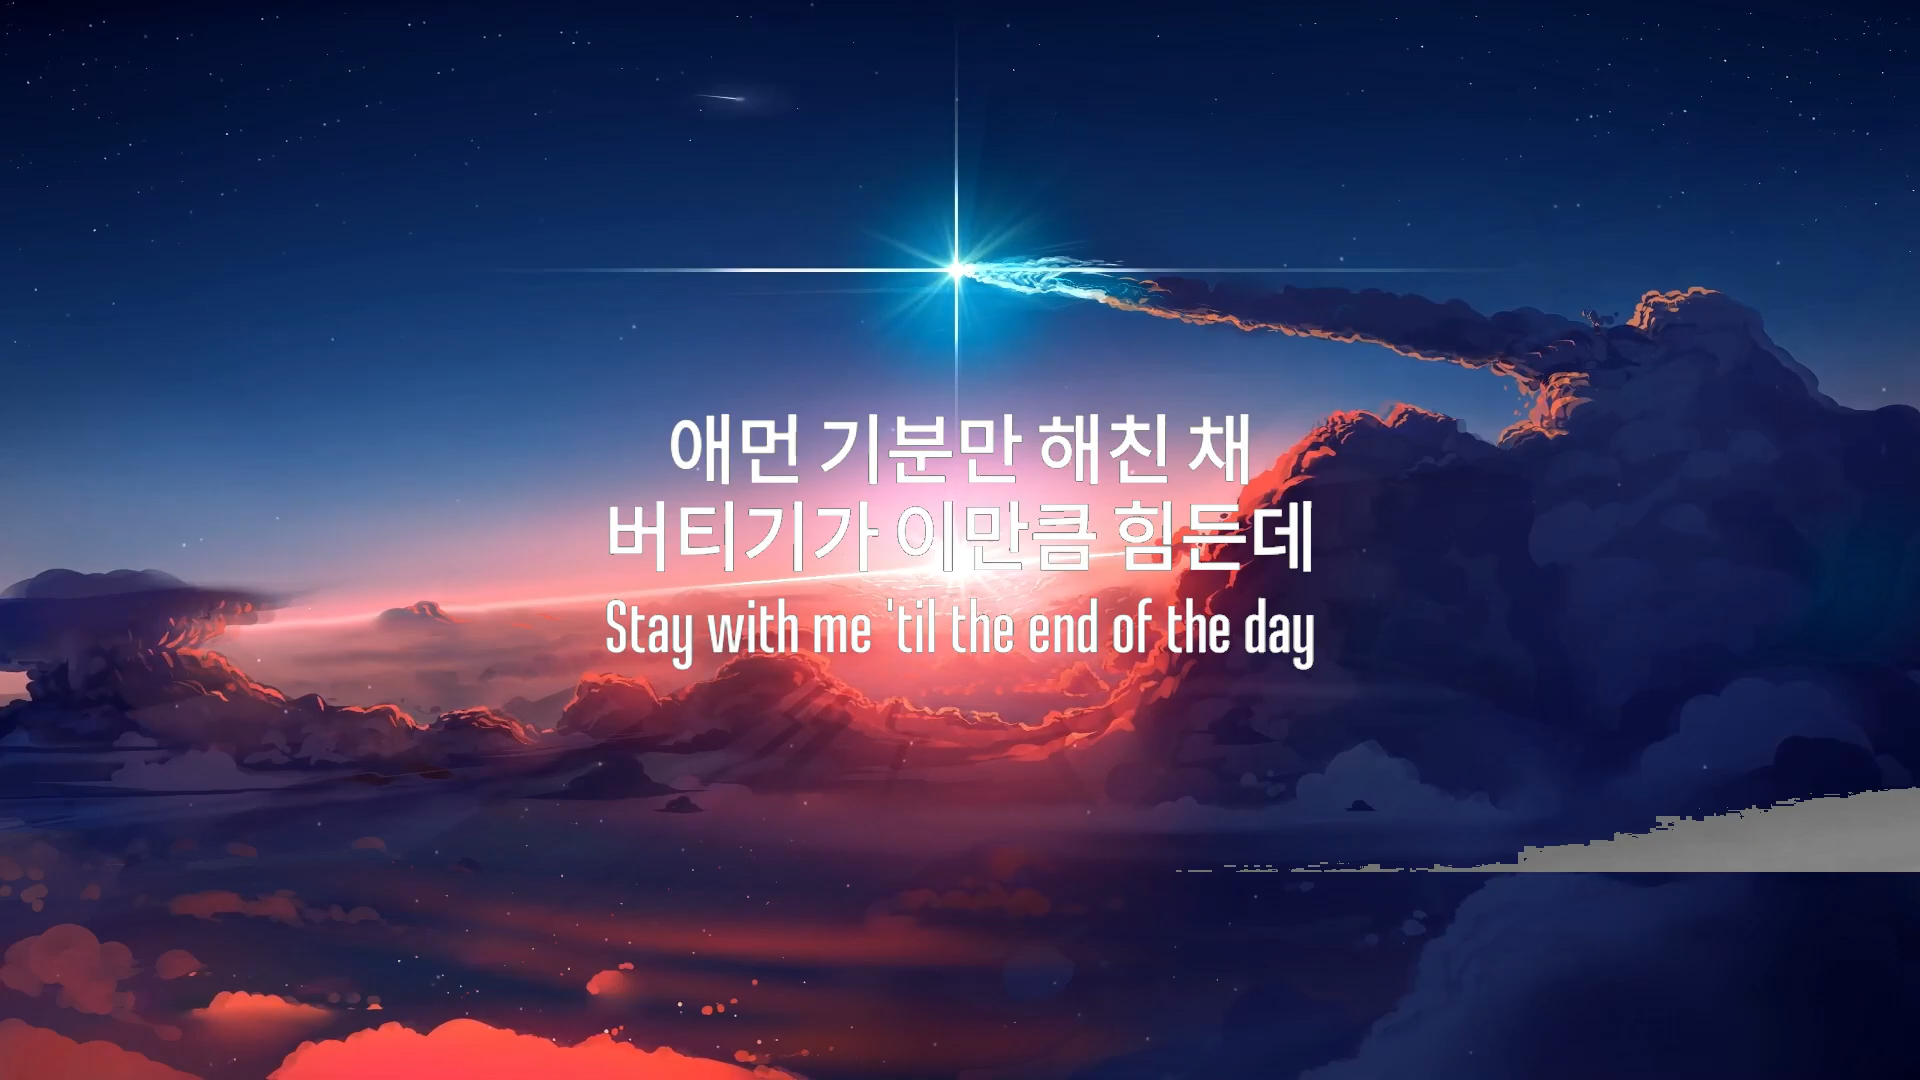 애먼 기분만 해친 채
버티기가 이만큼 힘든데
Stay with me 'til the end of the day